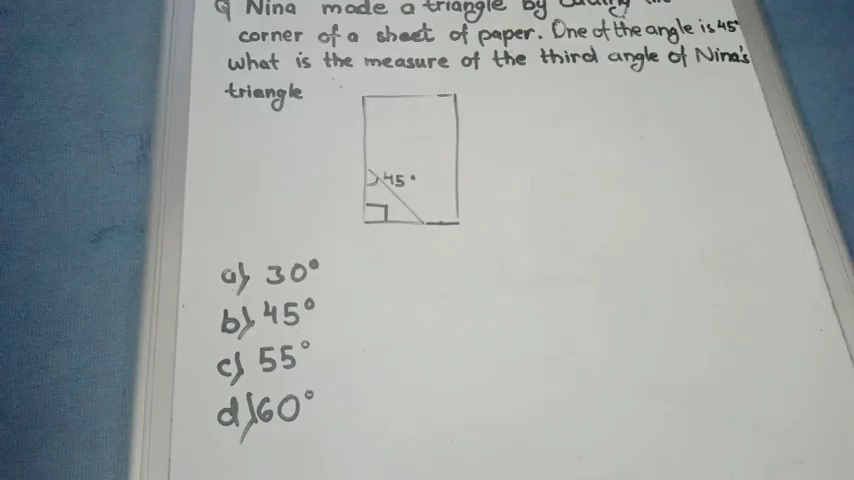 Q Nina made a triangle by
corner of a sheet of paper. One of the angle is 45°
what is the measure of the third angle of Nina's
triangle
45°
a) 30°
b) 45°
c) 55°
d) 60°